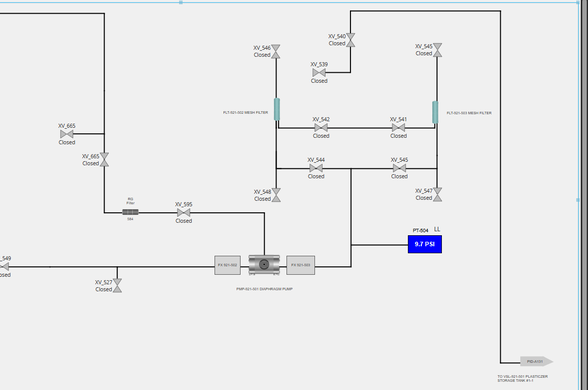 XV_540
Closed
XV_546
Closed
XV_545
Closed
XV_539
Closed
FLT-021-002 MESH FILTER
FLT-021-003 MESH FILTER
XV_542
Closed
XV_541
Closed
XV_665
Closed
XV_665
Closed
XV_544
Closed
XV_545
Closed
XV_548
Closed
XV_547
Closed
XV_595
Closed
PT-604 LL
9.7 PSI
_549
osed
XV_527
Closed
PMP-021-001 DIAPHRAGM PUMP
TO VSL-021-001 PLASTICIZER
STORAGE TANK #1-1